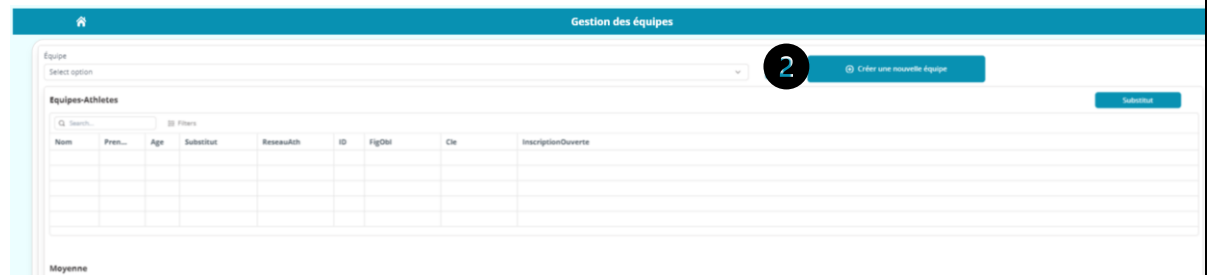 Gestion des équipes
Équipe
Select option
2
Créer une nouvelle équipe
Equipes-Athletes
Substitut
Search...
Filters
Nom Pren... Age Substitut ReseauAth ID FigObl Cle InscriptionOuverte
Moyenne